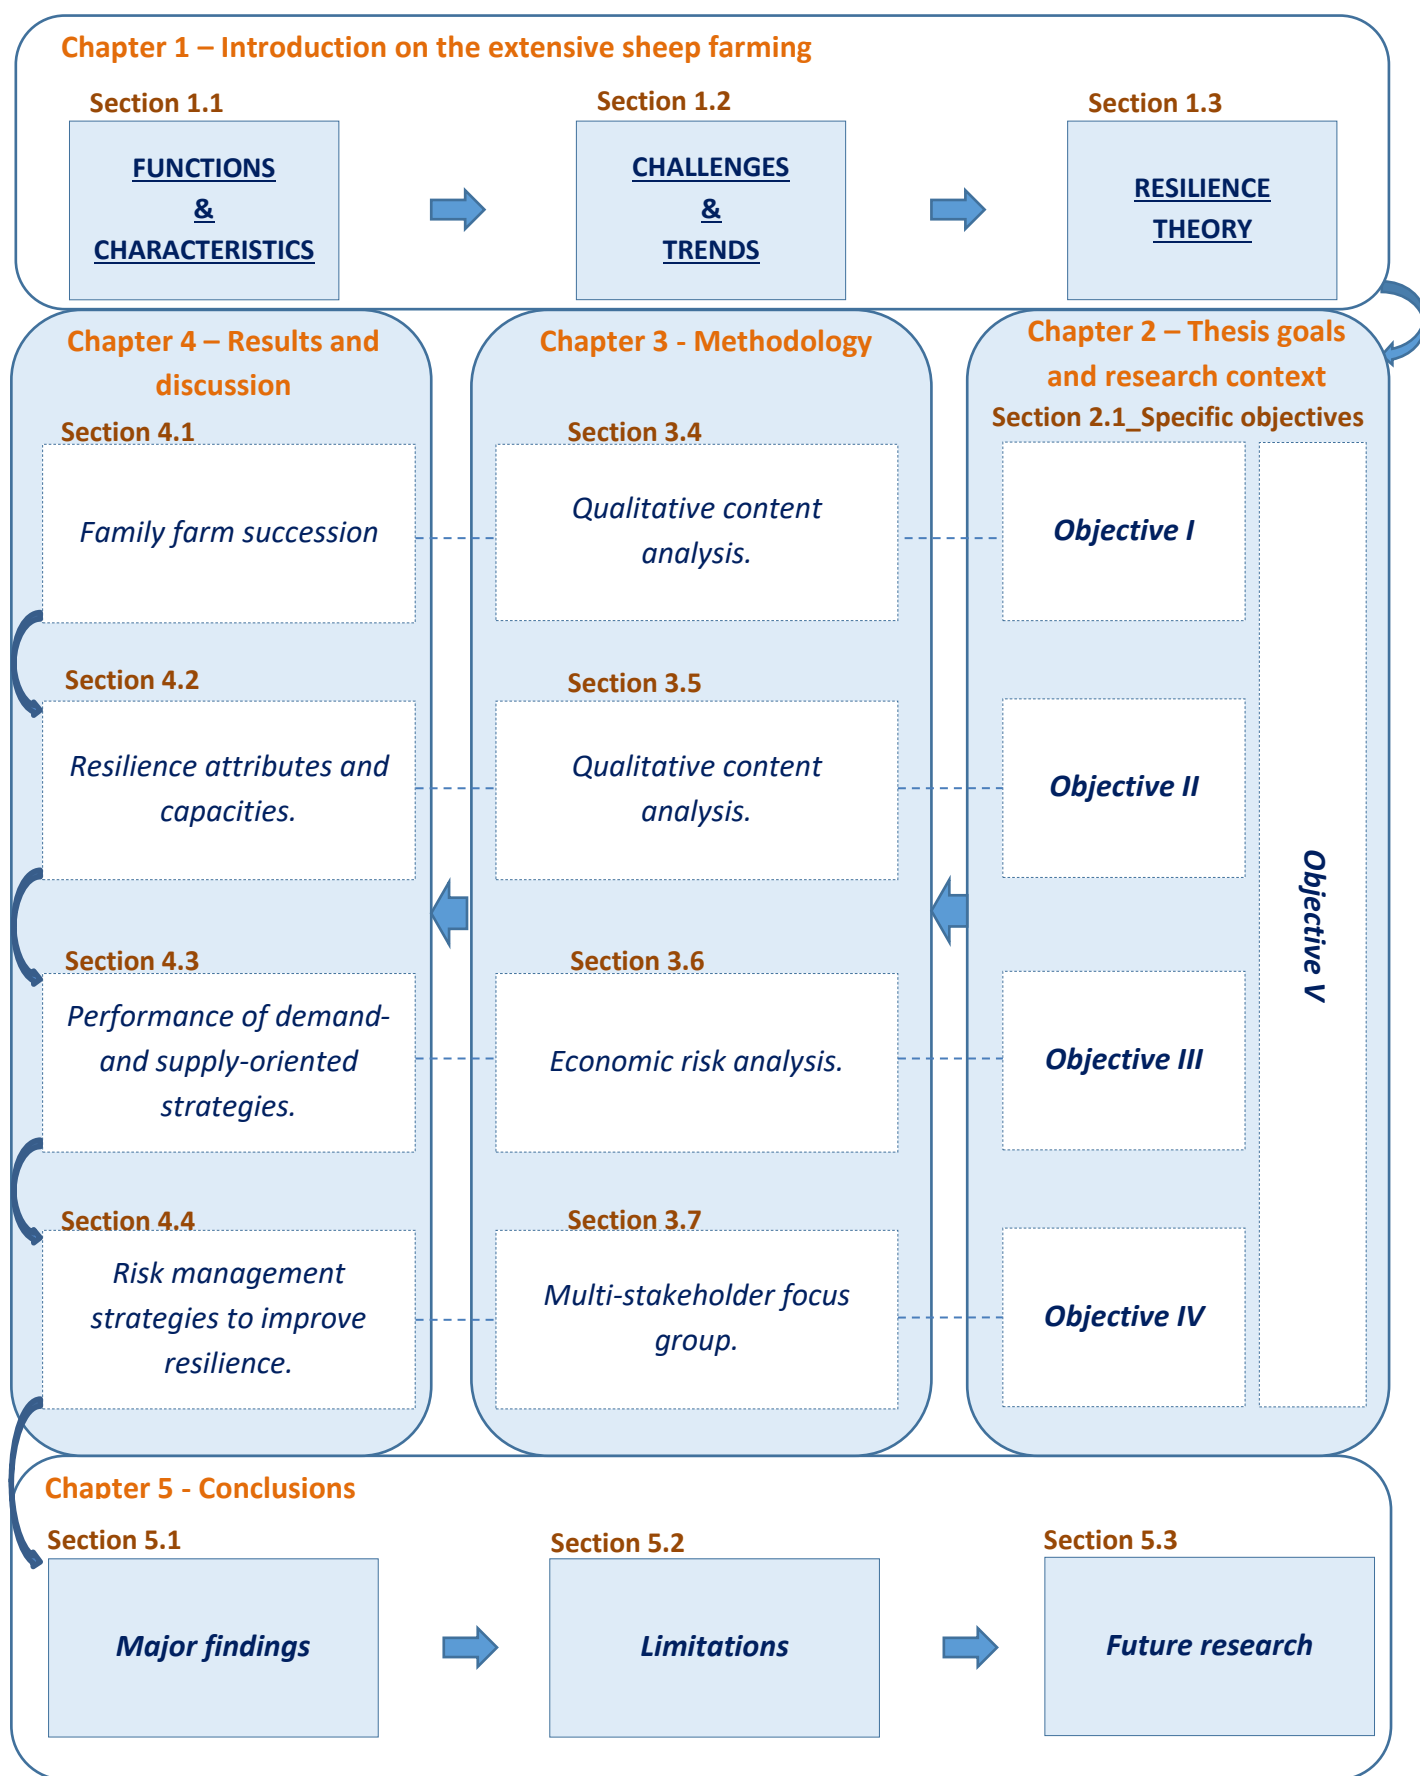 Chapter 1 – Introduction on the extensive sheep farming
Section 1.1
FUNCTIONS
&
CHARACTERISTICS
Section 1.2
CHALLENGES
&
TRENDS
Section 1.3
RESILIENCE
THEORY
Chapter 4 – Results and
discussion
Section 4.1
Family farm succession
Section 4.2
Resilience attributes and
capacities.
Section 4.3
Performance of demand-
and supply-oriented
strategies.
Section 4.4
Risk management
strategies to improve
resilience.
Chapter 3 - Methodology
Section 3.4
Qualitative content
analysis.
Section 3.5
Qualitative content
analysis.
Section 3.6
Economic risk analysis.
Section 3.7
Multi-stakeholder focus
group.
Chapter 2 – Thesis goals
and research context
Section 2.1_Specific objectives
Objective I
Objective II
Objective III
Objective IV
Objective V
Chapter 5 - Conclusions
Section 5.1
Major findings
Section 5.2
Limitations
Section 5.3
Future research